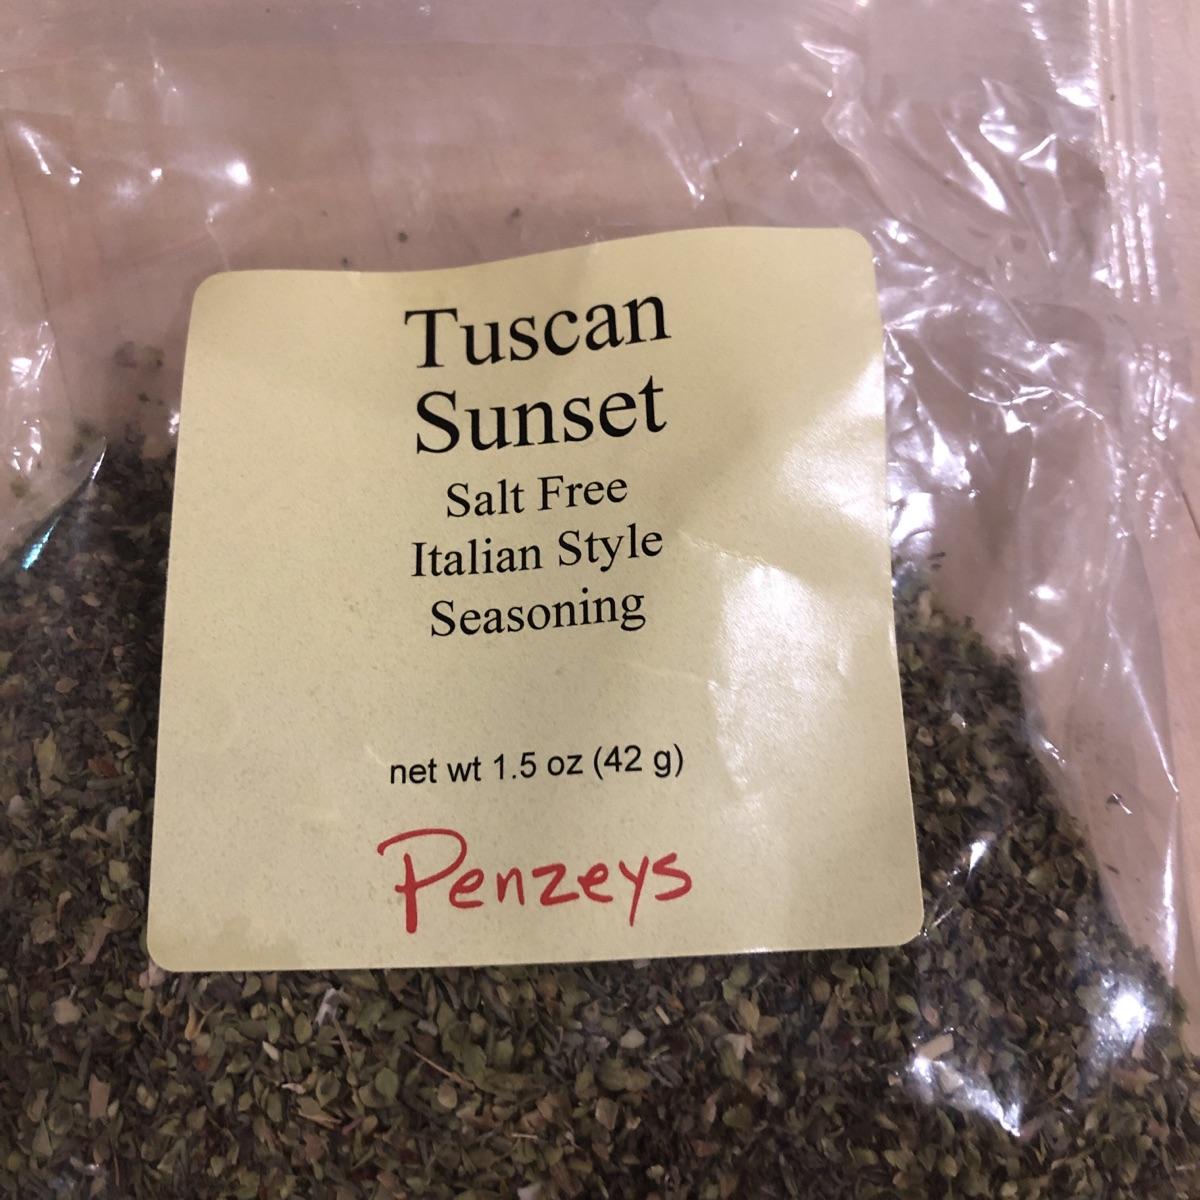 Tuscan
Sunset
Salt Free
Italian Style
Seasoning
net wt 1.5 oz (42 g)
Penzeys